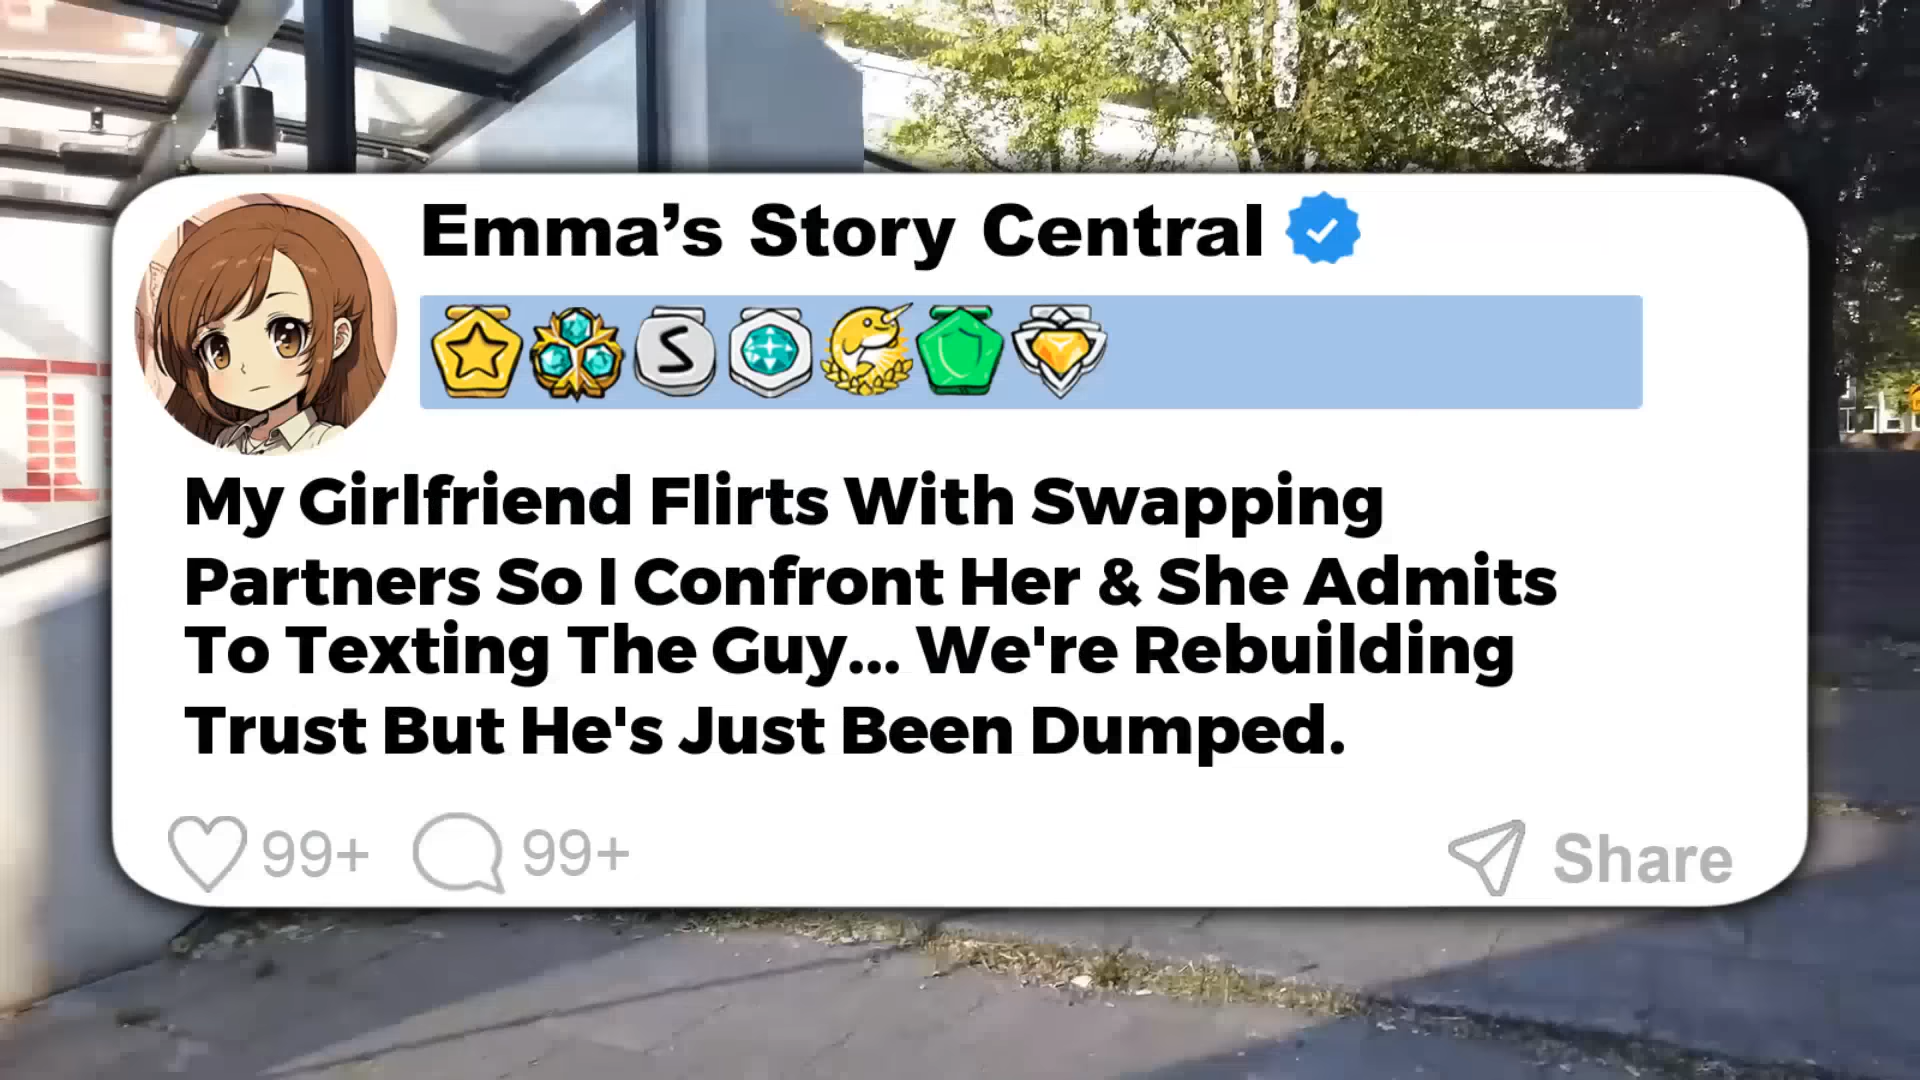 Emma’s Story Central
S
My Girlfriend Flirts With Swapping
Partners So I Confront Her & She Admits
To Texting The Guy... We're Rebuilding
Trust But He's Just Been Dumped.
99+ 99+ Share